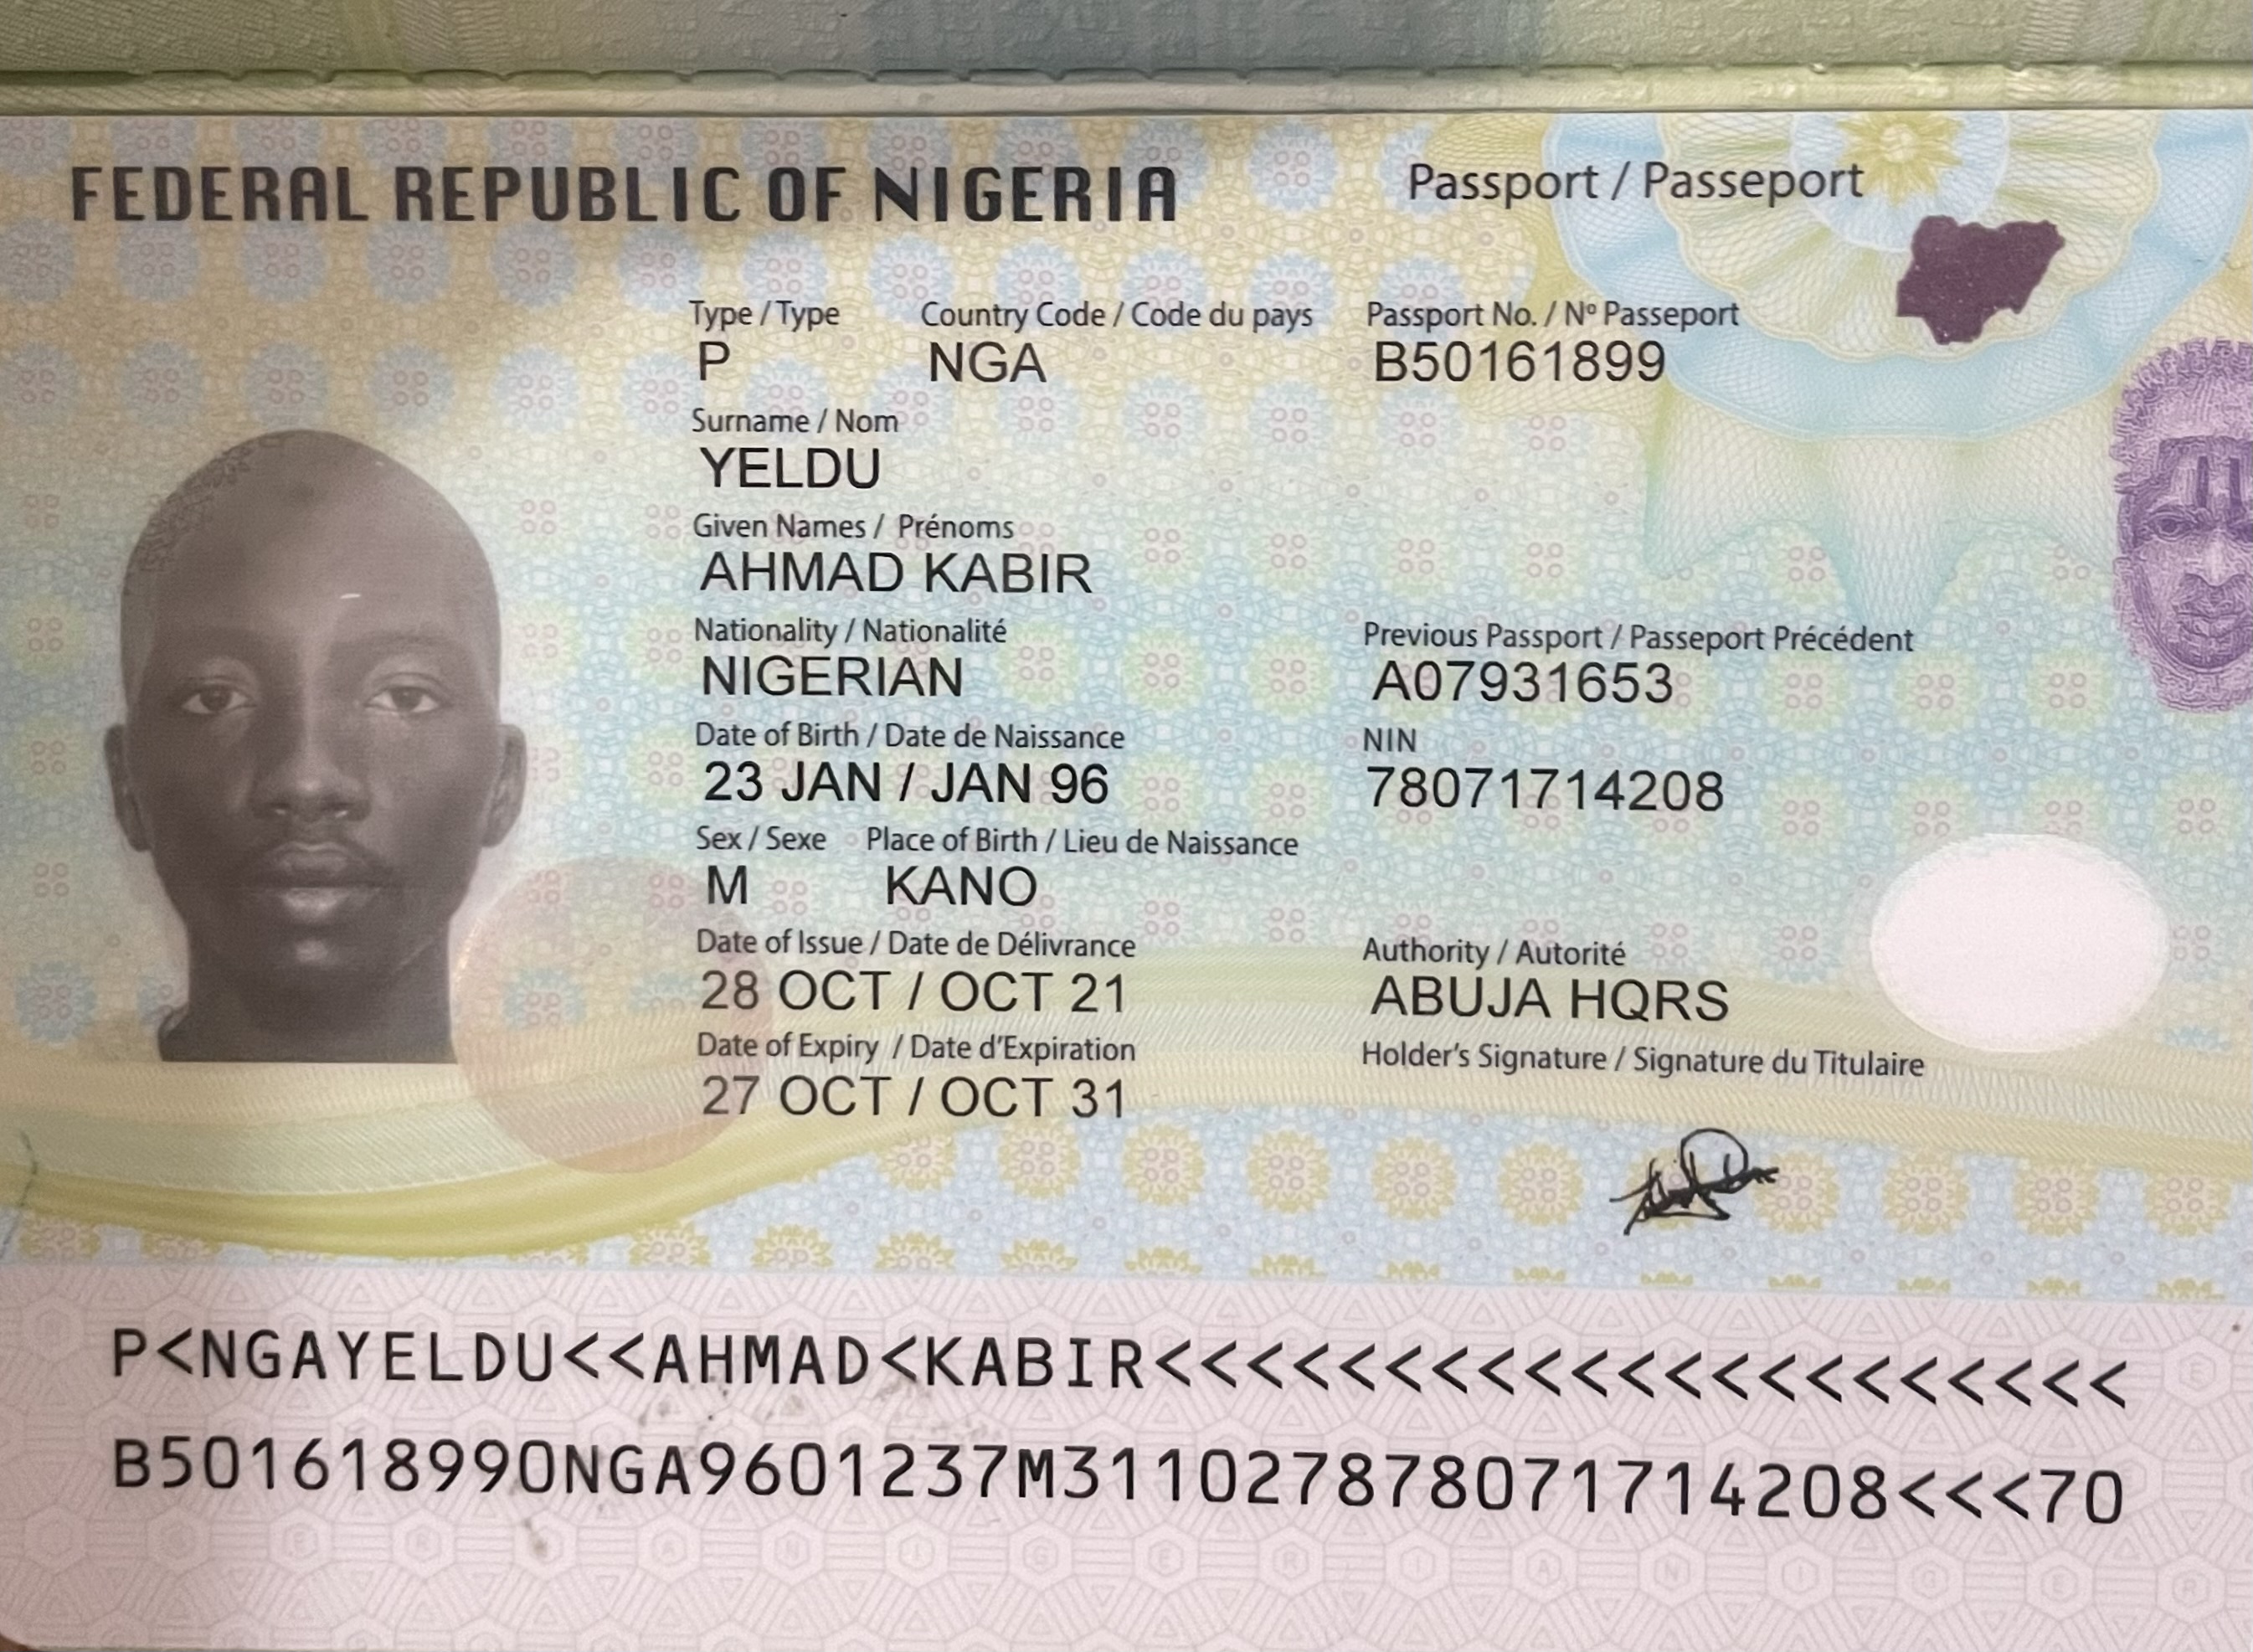 FEDERAL REPUBLIC OF NIGERIA Passport / Passeport
Type / Type Country Code / Code du pays Passport No. / Nº Passeport
P NGA B50161899
Surname / Nom
YELDU
Given Names / Prénoms
AHMAD KABIR
Nationality / Nationalité Previous Passport / Passeport Précédent
NIGERIAN A07931653
Date of Birth / Date de Naissance NIN
23 JAN / JAN 96 78071714208
Sex / Sexe Place of Birth / Lieu de Naissance
M KANO
Date of Issue / Date de Délivrance Authority / Autorité
28 OCT / OCT 21 ABUJA HQRS
Date of Expiry / Date d'Expiration Holder's Signature / Signature du Titulaire
27 OCT / OCT 31
P<NGAYELDU<<AHMAD<KABIR<<<<<<<<<<<<<<<<<<<<<
B501618990NGA9601237M311027878071714208<<<70